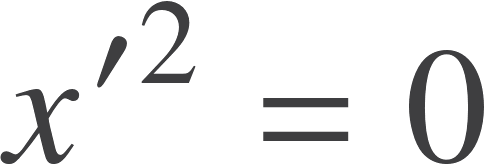 x′² = 0